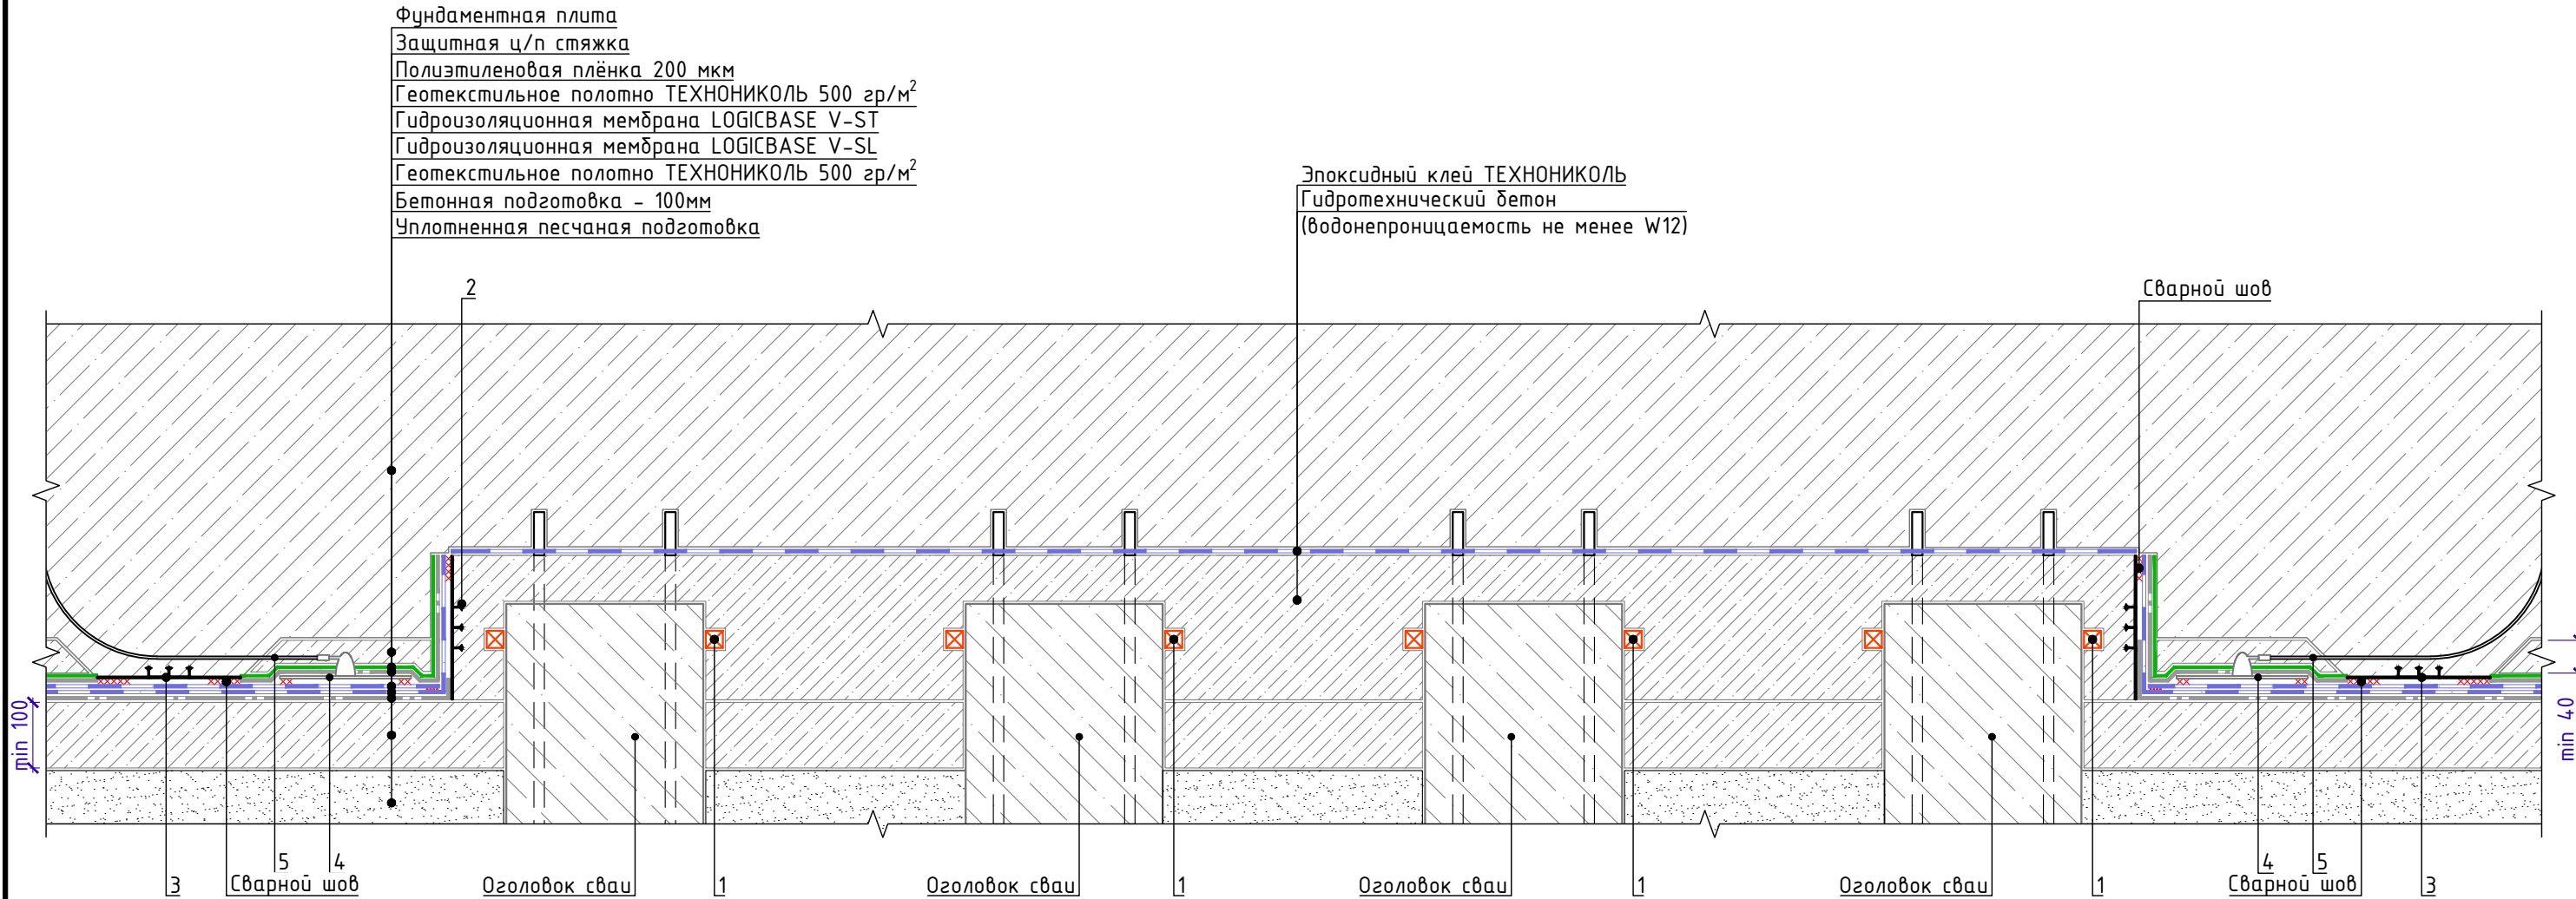 Фундаментная плита
Защитная ц/п стяжка
Полиэтиленовая плёнка 200 мкм
Геотекстильное полотно ТЕХНОНИКОЛЬ 500 гр/м²
Гидроизоляционная мембрана LOGICBASE V-ST
Гидроизоляционная мембрана LOGICBASE V-SL
Геотекстильное полотно ТЕХНОНИКОЛЬ 500 гр/м²
Бетонная подготовка - 100мм
Уплотненная песчаная подготовка
Эпоксидный клей ТЕХНОНИКОЛЬ
Гидротехнический бетон
(водонепроницаемость не менее W12)
2
Сварной шов
min 100
min 40
5
4
4
5
3
Сварной шов
Оголовок сваи
1
Оголовок сваи
1
Оголовок сваи
1
Оголовок сваи
1
Сварной шов
3